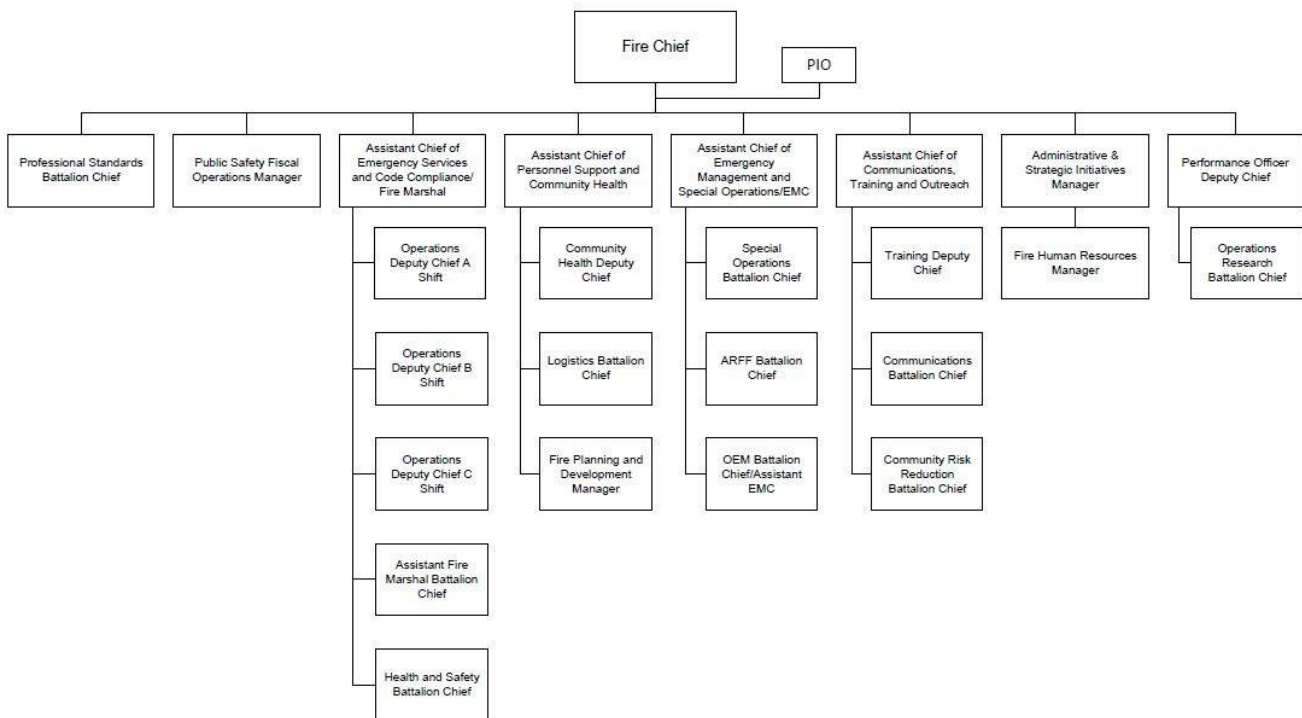 Fire Chief
PIO
Professional Standards
Battalion Chief
Public Safety Fiscal
Operations Manager
Assistant Chief of
Emergency Services
and Code Compliance/
Fire Marshal
Assistant Chief of
Personnel Support and
Community Health
Assistant Chief of
Emergency
Management and
Special Operations/EMC
Assistant Chief of
Communications,
Training and Outreach
Administrative &
Strategic Initiatives
Manager
Performance Officer
Deputy Chief
Operations
Deputy Chief A
Shift
Community
Health Deputy
Chief
Special
Operations
Battalion Chief
Training Deputy
Chief
Fire Human Resources
Manager
Operations
Research
Battalion Chief
Operations
Deputy Chief B
Shift
Logistics Battalion
Chief
ARFF Battalion
Chief
Communications
Battalion Chief
Operations
Deputy Chief C
Shift
Fire Planning and
Development
Manager
OEM Battalion
Chief/Assistant
EMC
Community Risk
Reduction
Battalion Chief
Assistant Fire
Marshal Battalion
Chief
Health and Safety
Battalion Chief